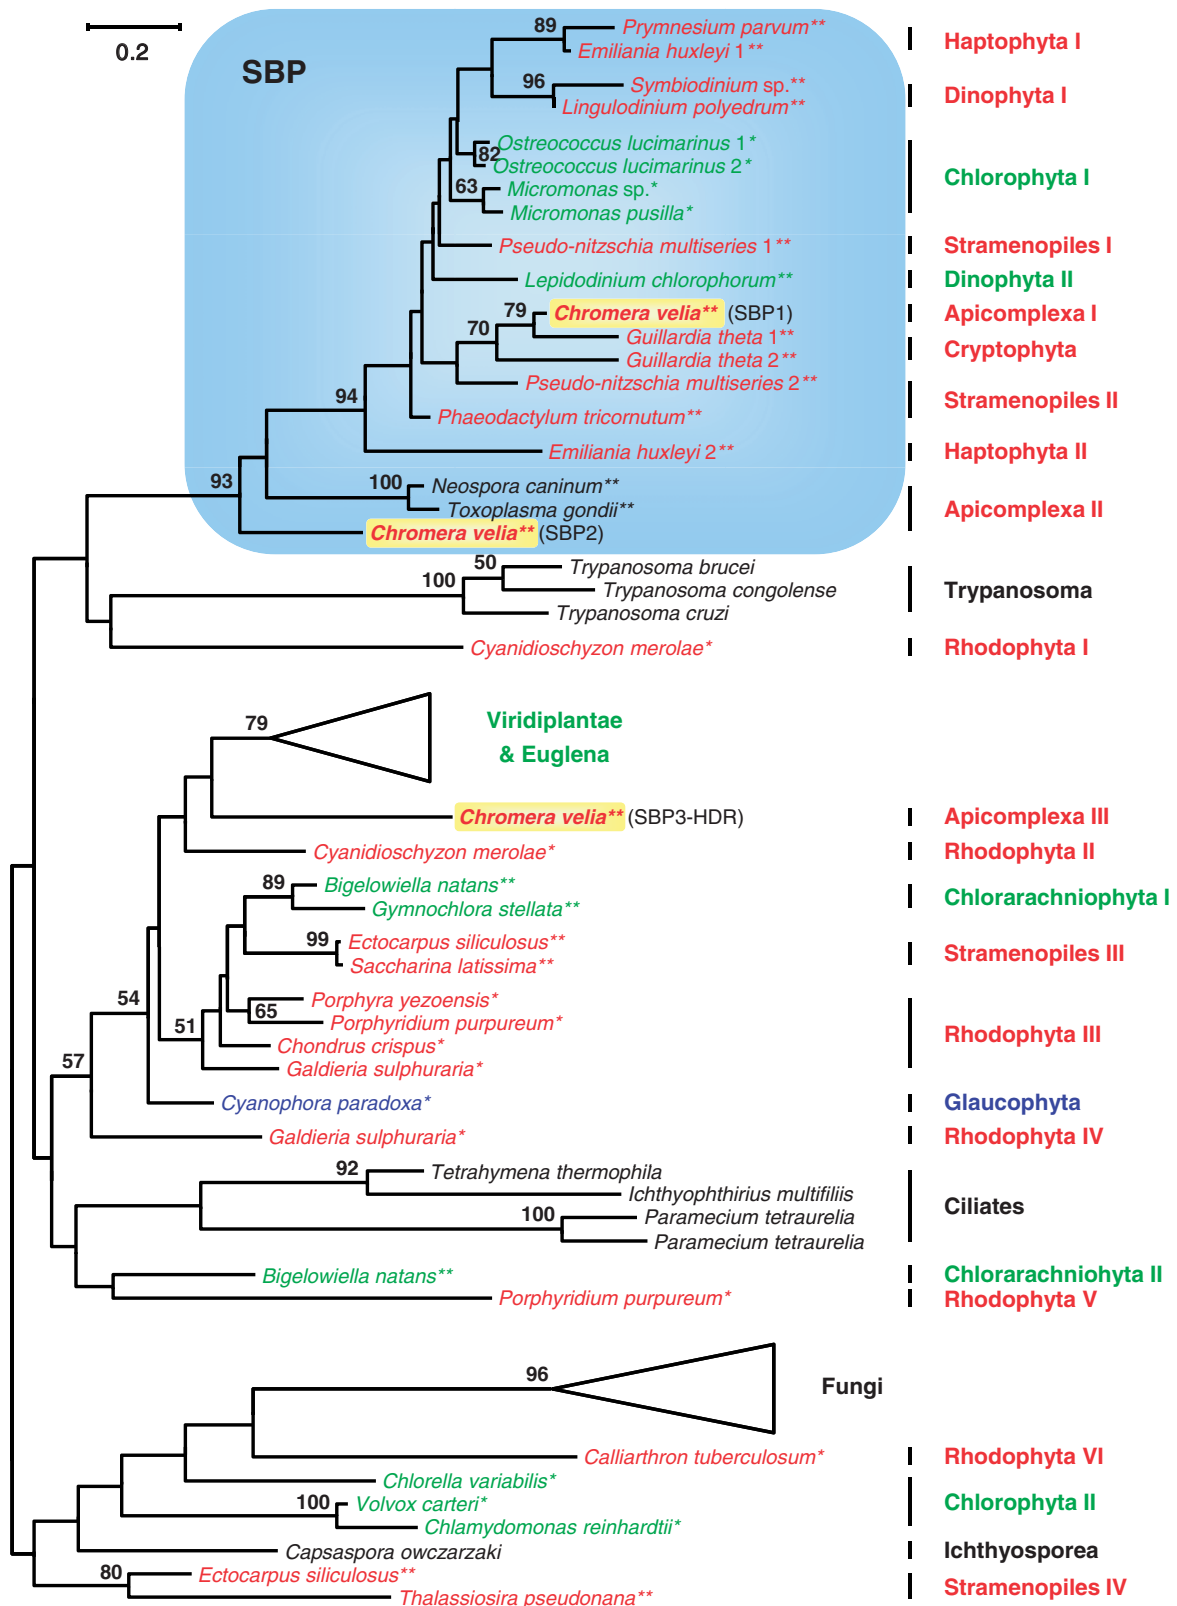 0.2
SBP
89
Prymnesium parvum**
Emiliania huxleyi 1**
Haptophyta I
96
Symbiodinium sp.**
Lingulodinium polyedrum**
Dinophyta I
82
Ostreococcus lucimarinus 1*
Ostreococcus lucimarinus 2*
63
Micromonas sp.*
Micromonas pusilla*
Chlorophyta I
Pseudo-nitzschia multiseries 1**
Stramenopiles I
Lepidodinium chlorophorum**
Dinophyta II
79
Chromera velia** (SBP1)
Apicomplexa I
70
Guillardia theta 1**
Guillardia theta 2**
Cryptophyta
Pseudo-nitzschia multiseries 2**
94
Phaeodactylum tricornutum**
Stramenopiles II
Emiliania huxleyi 2**
Haptophyta II
93
100
Neospora caninum**
Toxoplasma gondii**
Chromera velia** (SBP2)
Apicomplexa II
50
100
Trypanosoma brucei
Trypanosoma congolense
Trypanosoma cruzi
Trypanosoma
Cyanidioschyzon merolae*
Rhodophyta I
79
Viridiplantae
& Euglena
Chromera velia** (SBP3-HDR)
Apicomplexa III
Cyanidioschyzon merolae*
Rhodophyta II
89
Bigelowiella natans**
Gymnochlora stellata**
Chlorarachniophyta I
99
Ectocarpus siliculosus**
Saccharina latissima**
Stramenopiles III
54
65
Porphyra yezoensis*
Porphyridium purpureum*
51
Chondrus crispus*
Galdieria sulphuraria*
Rhodophyta III
57
Cyanophora paradoxa*
Glaucophyta
Galdieria sulphuraria*
Rhodophyta IV
92
Tetrahymena thermophila
Ichthyophthirius multifiliis
100
Paramecium tetraurelia
Paramecium tetraurelia
Ciliates
Bigelowiella natans**
Chlorarachniohyta II
Porphyridium purpureum*
Rhodophyta V
96
Fungi
Calliarthron tuberculosum*
Rhodophyta VI
Chlorella variabilis*
100
Volvox carteri*
Chlamydomonas reinhardtii*
Chlorophyta II
Capsaspora owczarzaki
Ichthyosporea
80
Ectocarpus siliculosus**
Thalassiosira pseudonana**
Stramenopiles IV